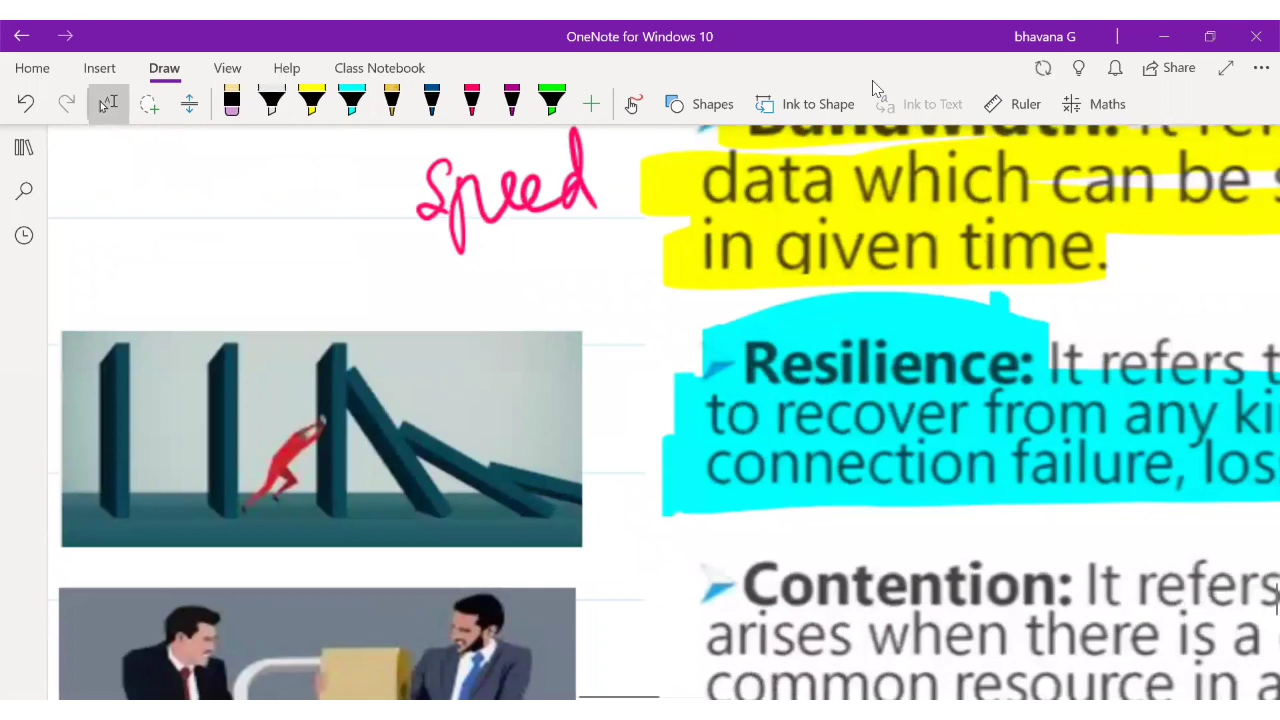 OneNote for Windows 10
bhavana G
Home
Insert
Draw
View
Help
Class Notebook
Share
Shapes
Ink to Shape
Ink to Text
Ruler
Maths
speed
Bandwidth: It
data which can be
in given time.
Resilience: It refers
to recover from any
connection failure,
Contention: It refers
arises when there is a
common resource in a